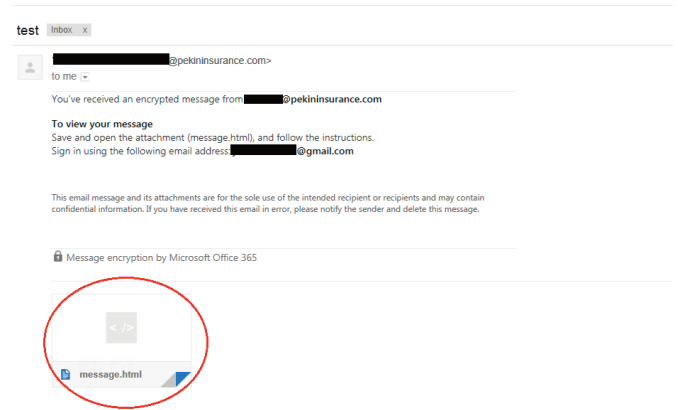 test Inbox x
@pekininsurance.com>
to me
You've received an encrypted message from @pekininsurance.com
To view your message
Save and open the attachment (message.html), and follow the instructions.
Sign in using the following email address: @gmail.com
This email message and its attachments are for the sole use of the intended recipient or recipients and may contain
confidential information. If you have received this email in error, please notify the sender and delete this message.
Message encryption by Microsoft Office 365
</>
message.html